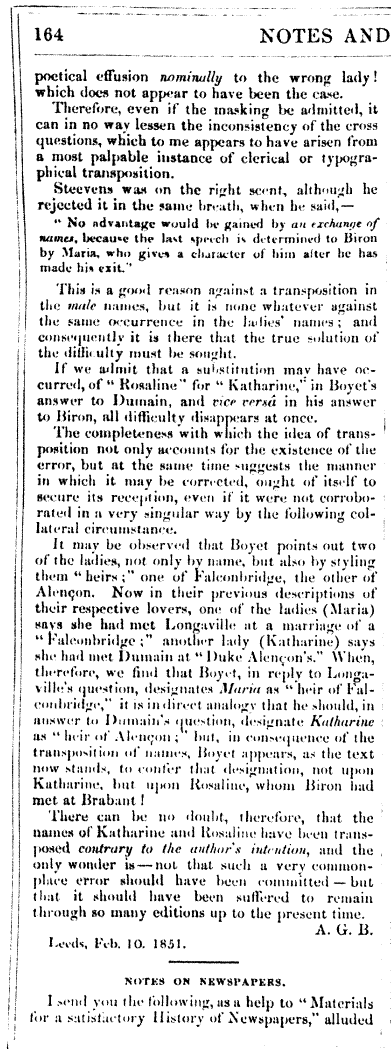 164 NOTES AND
poetical effusion nominally to the wrong lady!
which does not appear to have been the case.
Therefore, even if the masking be admitted, it
can in no way lessen the inconsistency of the cross
questions, which to me appears to have arisen from
a most palpable instance of clerical or typogra-
phical transposition.
Steevens was on the right scent, although he
rejected it in the same breath, when he said,—
“ No advantage would be gained by an exchange of
names, because the last speech is determined to Biron
by Maria, who gives a character of him after he has
made his exit.”
This is a good reason against a transposition in
the male names, but it is none whatever against
the same occurrence in the ladies' names; and
consequently it is there that the true solution of
the difficulty must be sought.
If we admit that a substitution may have oc-
curred, of “ Rosaline” for “ Katharine,” in Boyet's
answer to Dumain, and vice versâ in his answer
to Biron, all difficulty disappears at once.
The completeness with which the idea of trans-
position not only accounts for the existence of the
error, but at the same time suggests the manner
in which it may be corrected, ought of itself to
secure its reception, even if it were not corrobo-
rated in a very singular way by the following col-
lateral circumstance.
It may be observed that Boyet points out two
of the ladies, not only by name, but also by styling
them “ heirs ;” one of Falconbridge, the other of
Alençon. Now in their previous descriptions of
their respective lovers, one of the ladies (Maria)
says she had met Longaville at a marriage of a
“ Falconbridge ;” another lady (Katharine) says
she had met Dumain at “ Duke Alençon's.” When,
therefore, we find that Boyet, in reply to Longa-
ville's question, designates Maria as “ heir of Fal-
conbridge,” it is in direct analogy that he should, in
answer to Dumain's question, designate Katharine
as “ heir of Alençon ;” but, in consequence of the
transposition of names, Boyet appears, as the text
now stands, to confer that designation, not upon
Katharine, but upon Rosaline, whom Biron had
met at Brabant !
There can be no doubt, therefore, that the
names of Katharine and Rosaline have been trans-
posed contrary to the author's intention, and the
only wonder is — not that such a very common-
place error should have been committed — but
that it should have been suffered to remain
through so many editions up to the present time.
A. G. B.
Leeds, Feb. 10. 1851.
NOTES ON NEWSPAPERS.
I send you the following, as a help to “ Materials
for a satisfactory History of Newspapers,” alluded